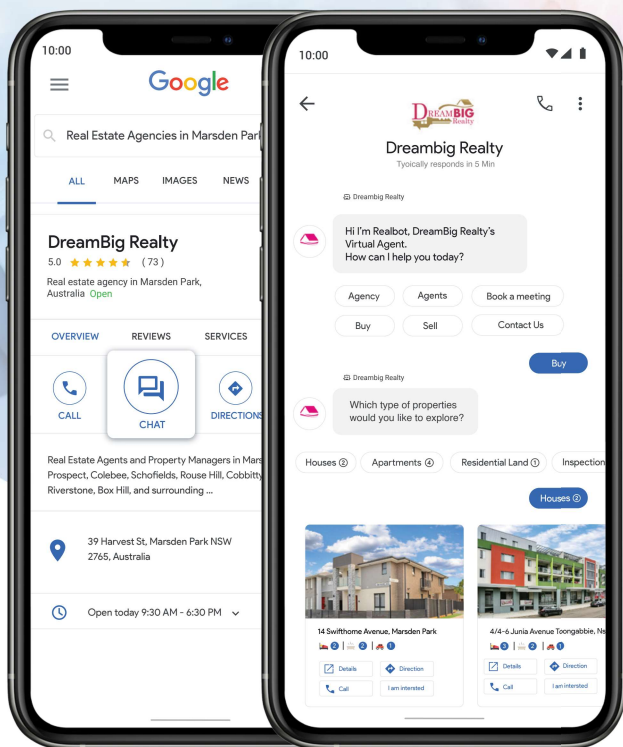 10:00
Google
Real Estate Agencies in Marsden Park
ALL MAPS IMAGES NEWS
DreamBig Realty
5.0 (73)
Real estate agency in Marsden Park,
Australia Open
OVERVIEW REVIEWS SERVICES
CALL CHAT DIRECTIONS
Real Estate Agents and Property Managers in Mars
Prospect, Colebee, Schofields, Rouse Hill, Cobbitty
Riverstone, Box Hill, and surrounding ...
39 Harvest St, Marsden Park NSW
2765, Australia
Open today 9:30 AM - 6:30 PM
10:00
DREAMBIG
Realty
Dreambig Realty
Tyoically responds in 5 Min
Dreambig Realty
Hi I'm Realbot, DreamBig Realty's
Virtual Agent.
How can I help you today?
Agency Agents Book a meeting
Buy Sell Contact Us
Buy
Dreambig Realty
Which type of properties
would you like to explore?
Houses 2 Apartments 4 Residential Land 1 Inspection
Houses 2
14 Swifthome Avenue, Marsden Park
2 2 1
Details Direction
Call I am intersted
4/4-6 Junia Avenue Toongabbie, Ns
3 2 1
Details Direction
Call I am intersted